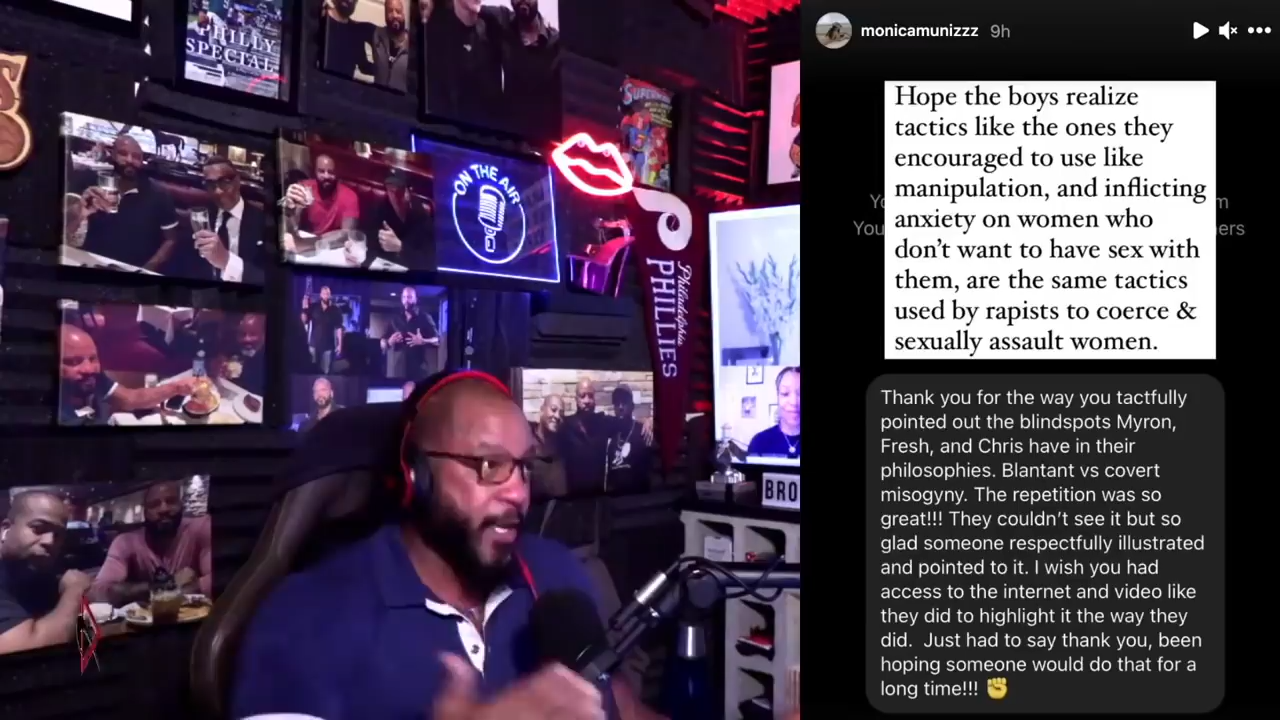 PHILLY
SPECIAL
SUPERMAN
ON THE AIR
Philadelphia
PHILLIES
BRO
monicamunizzz 9h
Hope the boys realize
tactics like the ones they
encouraged to use like
manipulation, and inflicting
anxiety on women who
don't want to have sex with
them, are the same tactics
used by rapists to coerce &
sexually assault women.
Thank you for the way you tactfully
pointed out the blindspots Myron,
Fresh, and Chris have in their
philosophies. Blantant vs covert
misogyny. The repetition was so
great!!! They couldn't see it but so
glad someone respectfully illustrated
and pointed to it. I wish you had
access to the internet and video like
they did to highlight it the way they
did. Just had to say thank you, been
hoping someone would do that for a
long time!!! ✊